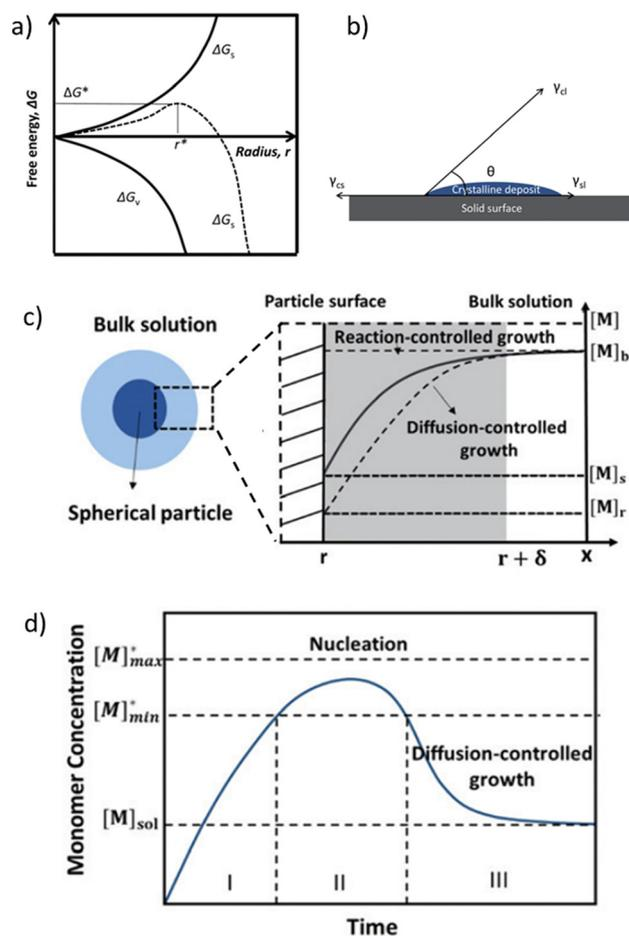 a)
Free energy, ΔG
ΔG*
ΔGs
r*
Radius, r
ΔGv
ΔGs
b)
γcl
θ
γcs
γsl
Crystalline deposit
Solid surface
c)
Bulk solution
Spherical particle
Particle surface
Bulk solution
[M]
Reaction-controlled growth
[M]b
Diffusion-controlled
growth
[M]s
[M]r
r
r + δ
x
d)
Monomer Concentration
[M]*max
[M]*min
[M]sol
Nucleation
Diffusion-controlled
growth
I
II
III
Time